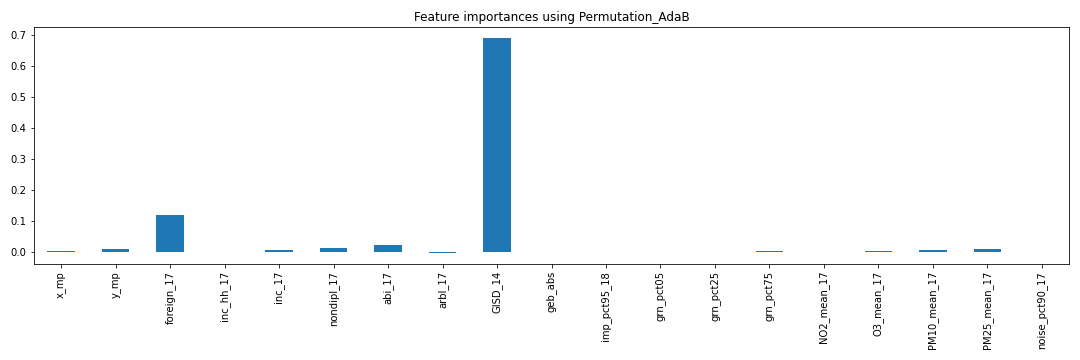 Feature importances using Permutation_AdaB
0.7
0.6
0.5
0.4
0.3
0.2
0.1
0.0
x_mp
y_mp
foreign_17
inc_hh_17
inc_17
nondipl_17
abi_17
arbl_17
GISD_14
geb_abs
imp_pct95_18
grn_pct05
grn_pct25
grn_pct75
NO2_mean_17
O3_mean_17
PM10_mean_17
PM25_mean_17
noise_pct90_17